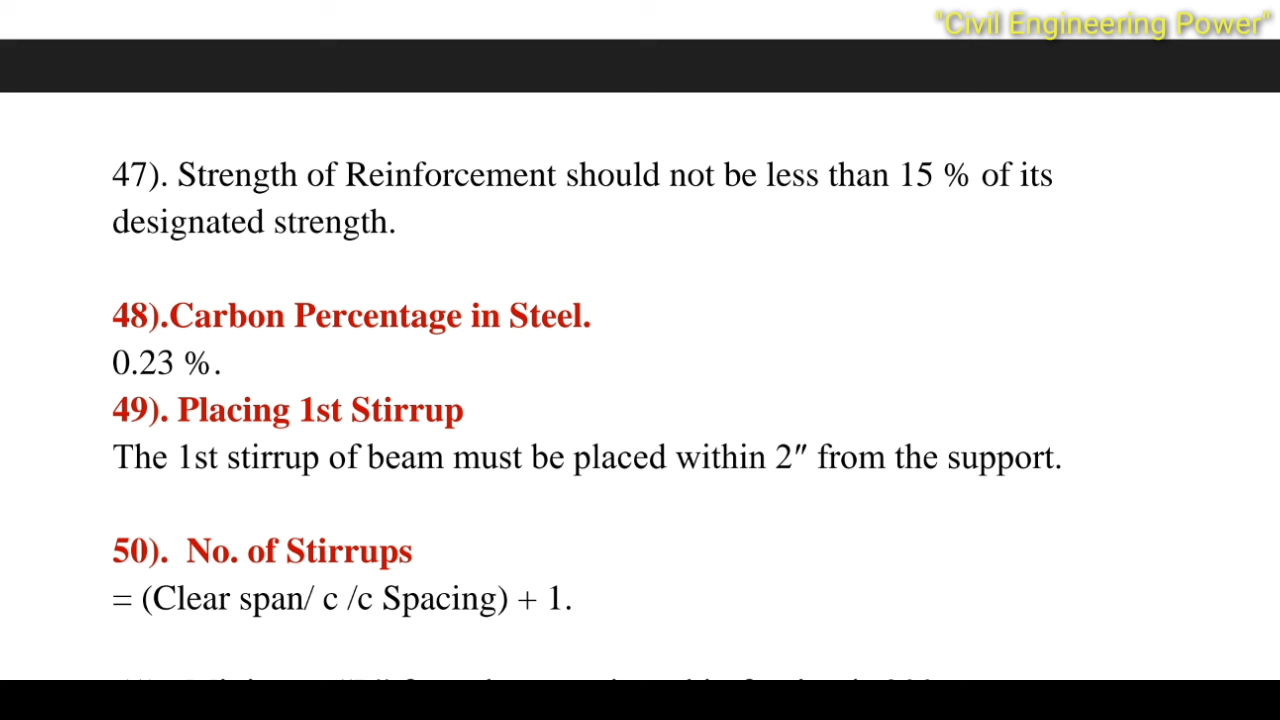 "Civil Engineering Power"
47). Strength of Reinforcement should not be less than 15 % of its
designated strength.
48).Carbon Percentage in Steel.
0.23 %.
49). Placing 1st Stirrup
The 1st stirrup of beam must be placed within 2″ from the support.
50).  No. of Stirrups
= (Clear span/ c /c Spacing) + 1.